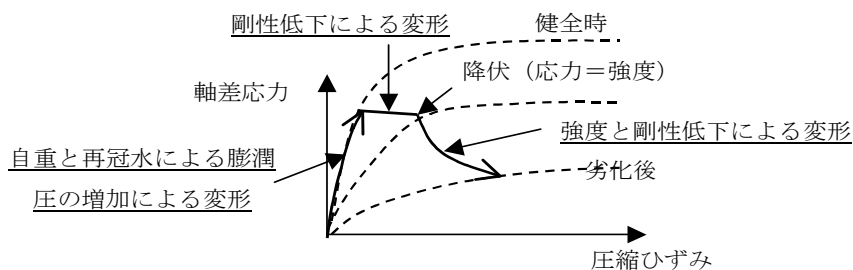 剛性低下による変形
健全時
軸差応力
降伏（応力＝強度）
強度と剛性低下による変形
自重と再冠水による膨潤
圧の増加による変形
劣化後
圧縮ひずみ